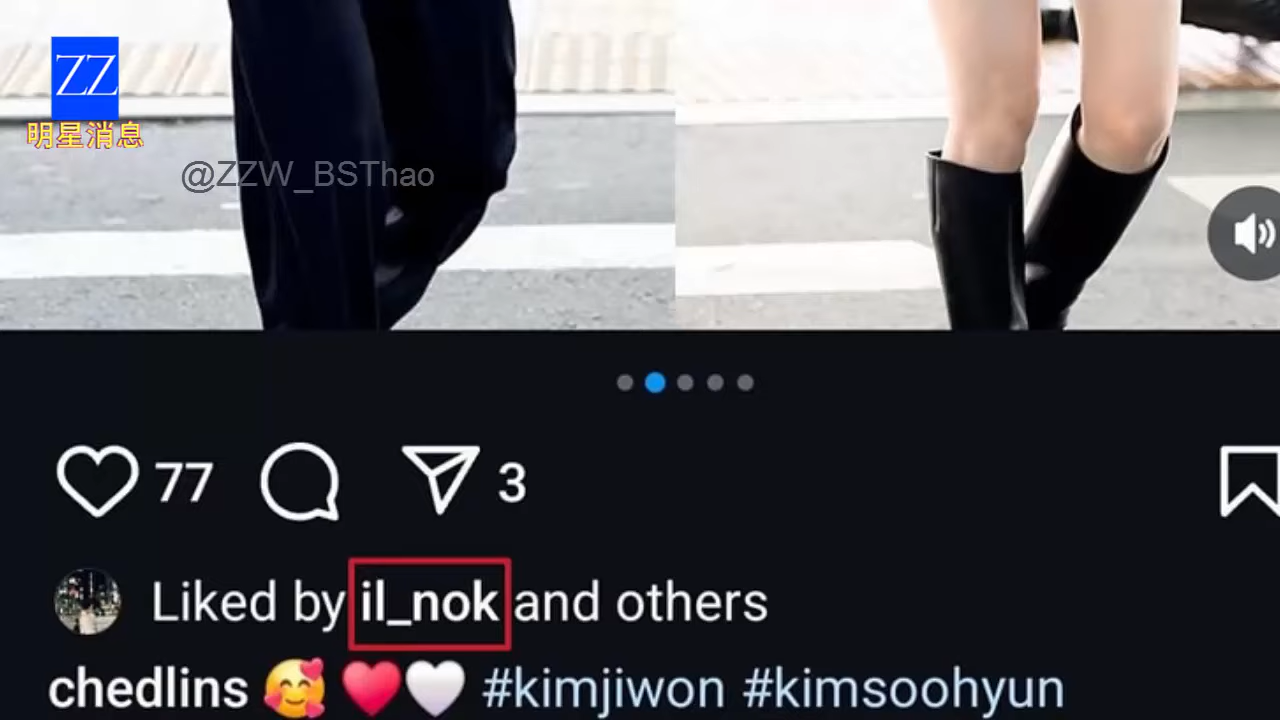 ZZ
明星消息
@ZZW_BSThao
77
3
Liked by il_nok and others
chedlins 🥰 ❤️ 🤍 #kimjiwon #kimsoohyun